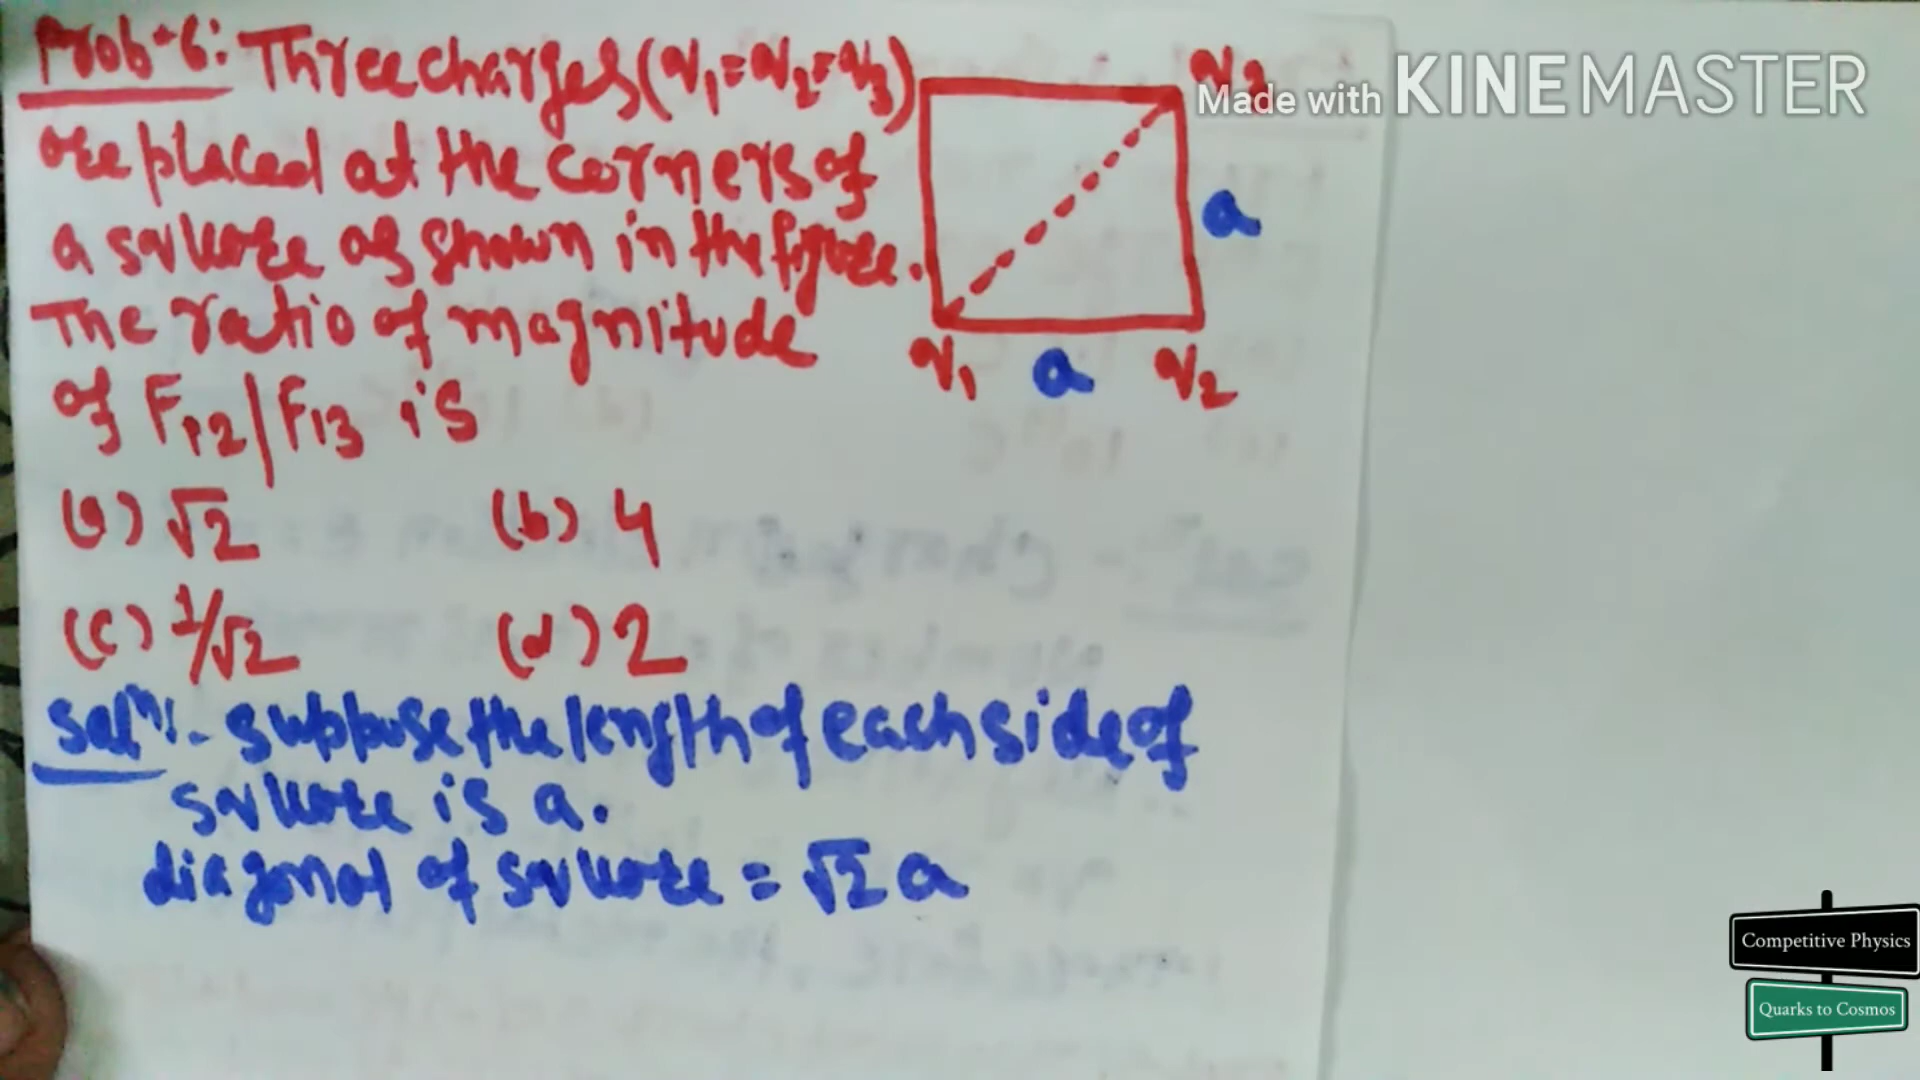 Prob-6: Three charges (q1=q2=q3)
are placed at the corners of
a square as shown in the figure.
The ratio of magnitude
of F12/F13 is
(a) √2 (b) 4
(c) 1/√2 (d) 2
Solⁿ:- suppose the length of each side of
square is a.
diagonal of square = √2 a
q3
a
q1 a q2
Made with KINEMASTER
Competitive Physics
Quarks to Cosmos